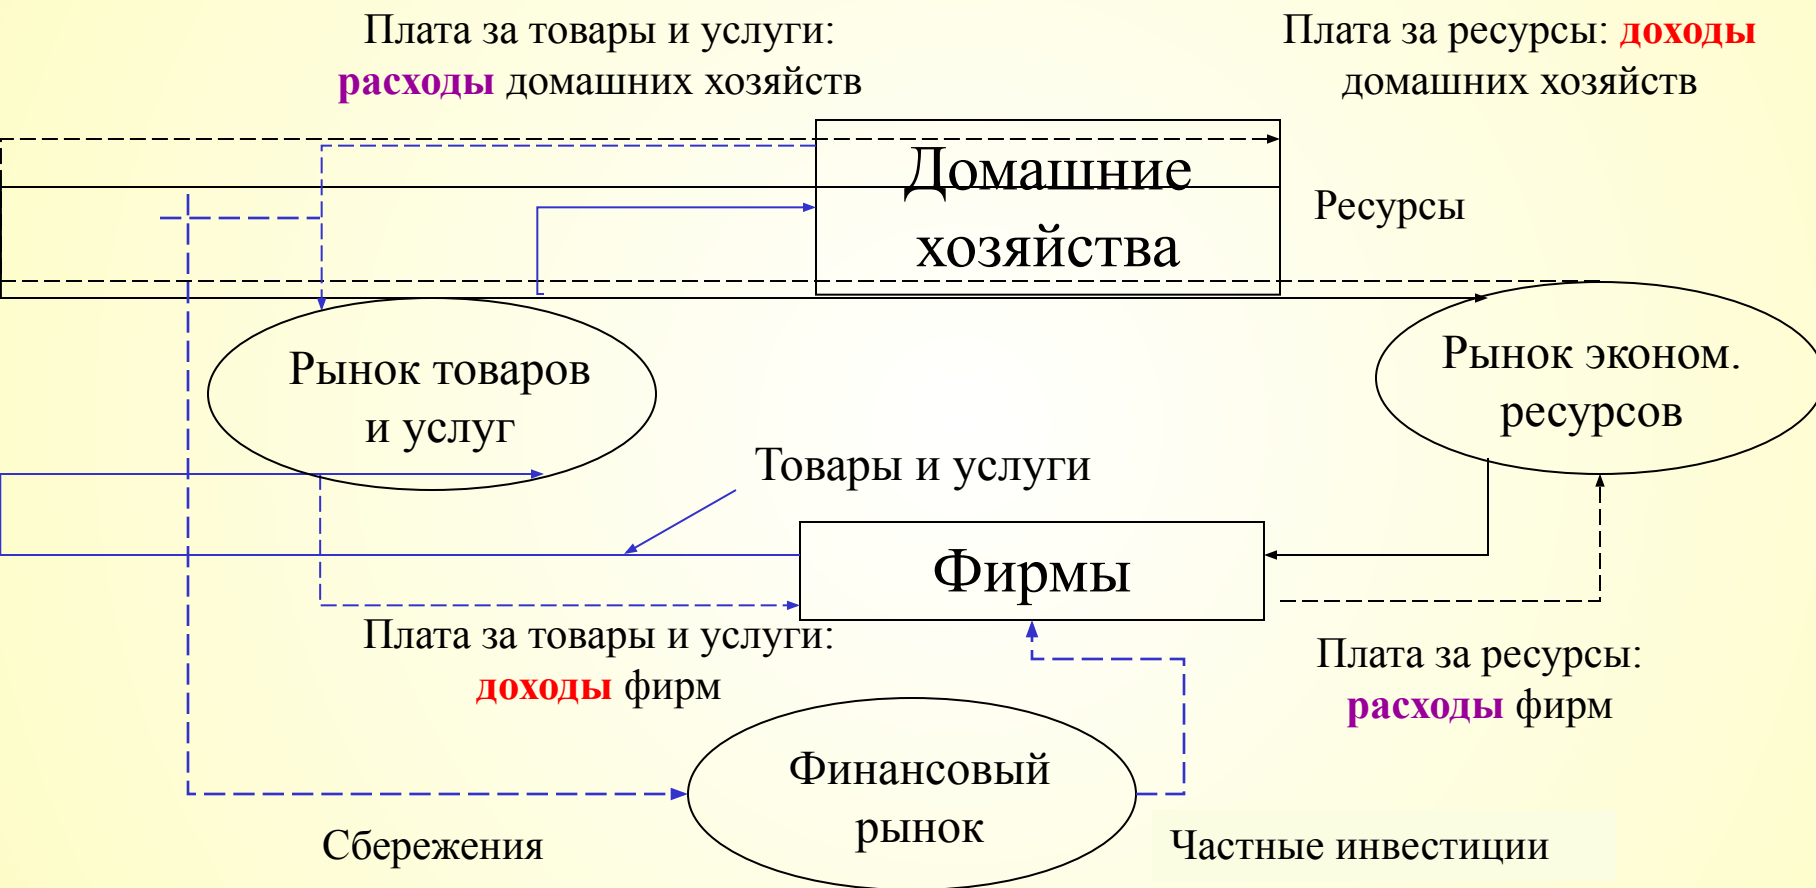 Плата за товары и услуги:
расходы домашних хозяйств
Плата за ресурсы: доходы
домашних хозяйств
Домашние
хозяйства
Ресурсы
Рынок товаров
и услуг
Рынок эконом.
ресурсов
Товары и услуги
Фирмы
Плата за товары и услуги:
доходы фирм
Плата за ресурсы:
расходы фирм
Финансовый
рынок
Сбережения
Частные инвестиции